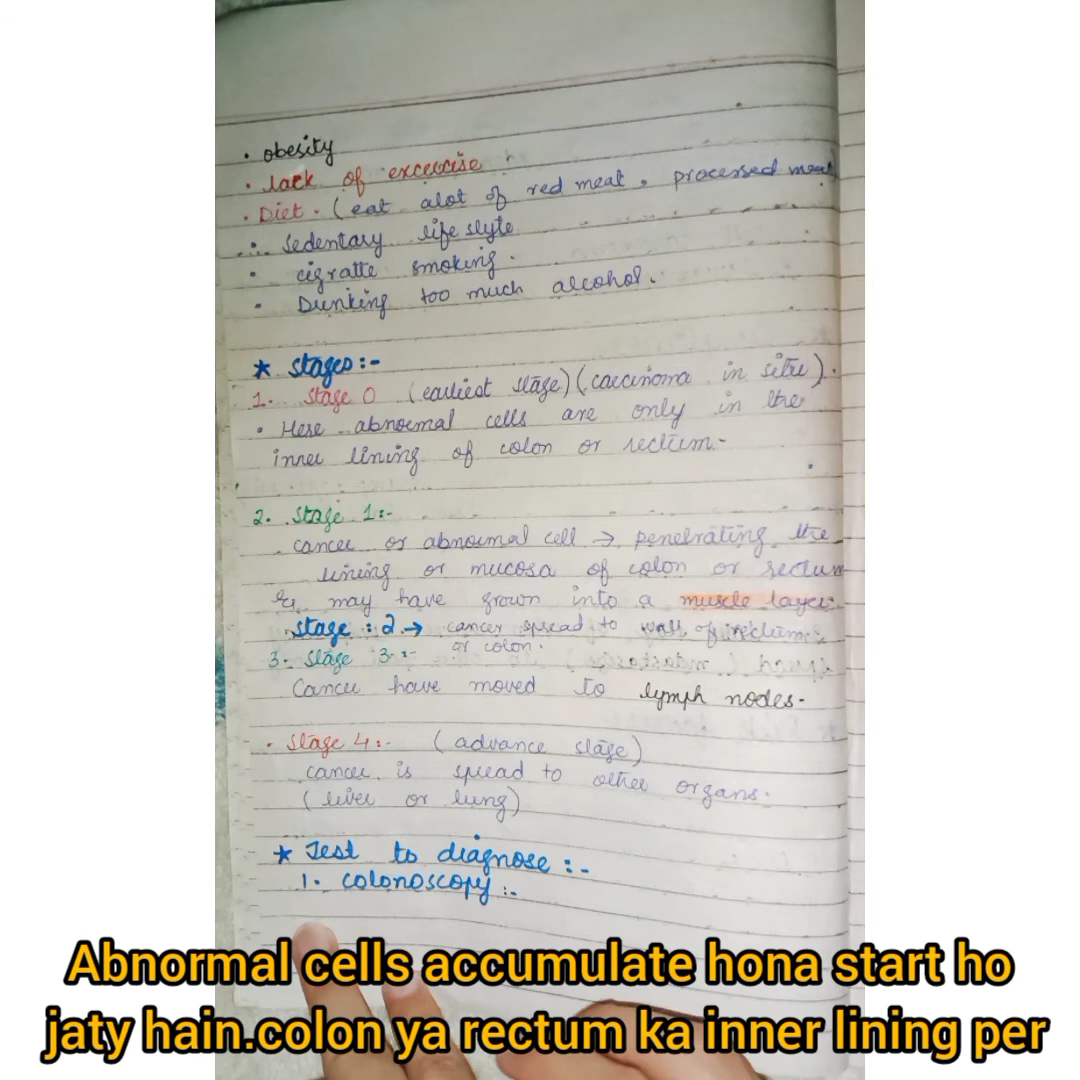 • obesity
• lack of excercise
• Diet. (eat alot of red meat, processed meat
∴ Sedentary life slyte
• cigratte smoking.
• Drinking too much alcohol.
★ Stages:-
1. Stage 0 (earliest stage) (carcinoma in sitre).
• Here abnormal cells are only in the
inner lining of colon or rectum-
2. Stage 1:-
cancer or abnormal cell → penetrating the
lining or mucosa of colon or rectum
& may have grown into a muscle layer.
Stage : 2 → cancer spread to wall of rectum
or colon.
3. Stage 3:-
Cancer have moved to lymph nodes-
• Stage 4:- (advance stage)
cancer is spread to other organs.
(liver or lung)
★ Test to diagnose:-
1. colonoscopy:-
Abnormal cells accumulate hona start ho
jaty hain.colon ya rectum ka inner lining per